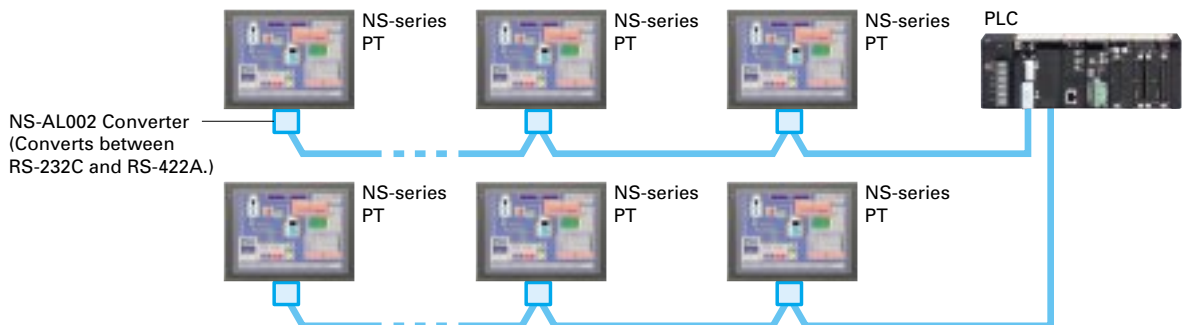 NS-series
PT
NS-series
PT
NS-series
PT
PLC
NS-AL002 Converter
(Converts between
RS-232C and RS-422A.)
NS-series
PT
NS-series
PT
NS-series
PT